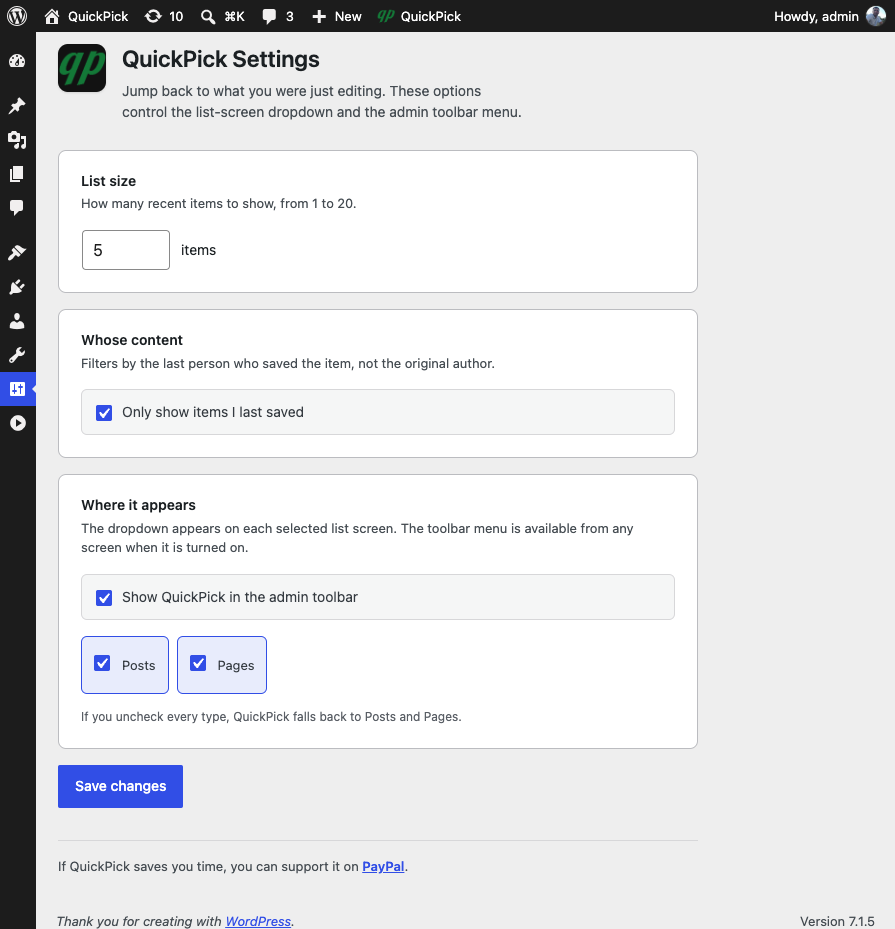 QuickPick 10 ⌘K 3 New QuickPick Howdy, admin
qp
QuickPick Settings
Jump back to what you were just editing. These options
control the list-screen dropdown and the admin toolbar menu.
List size
How many recent items to show, from 1 to 20.
5 items
Whose content
Filters by the last person who saved the item, not the original author.
Only show items I last saved
Where it appears
The dropdown appears on each selected list screen. The toolbar menu is available from any
screen when it is turned on.
Show QuickPick in the admin toolbar
Posts Pages
If you uncheck every type, QuickPick falls back to Posts and Pages.
Save changes
If QuickPick saves you time, you can support it on PayPal.
Thank you for creating with WordPress. Version 7.1.5